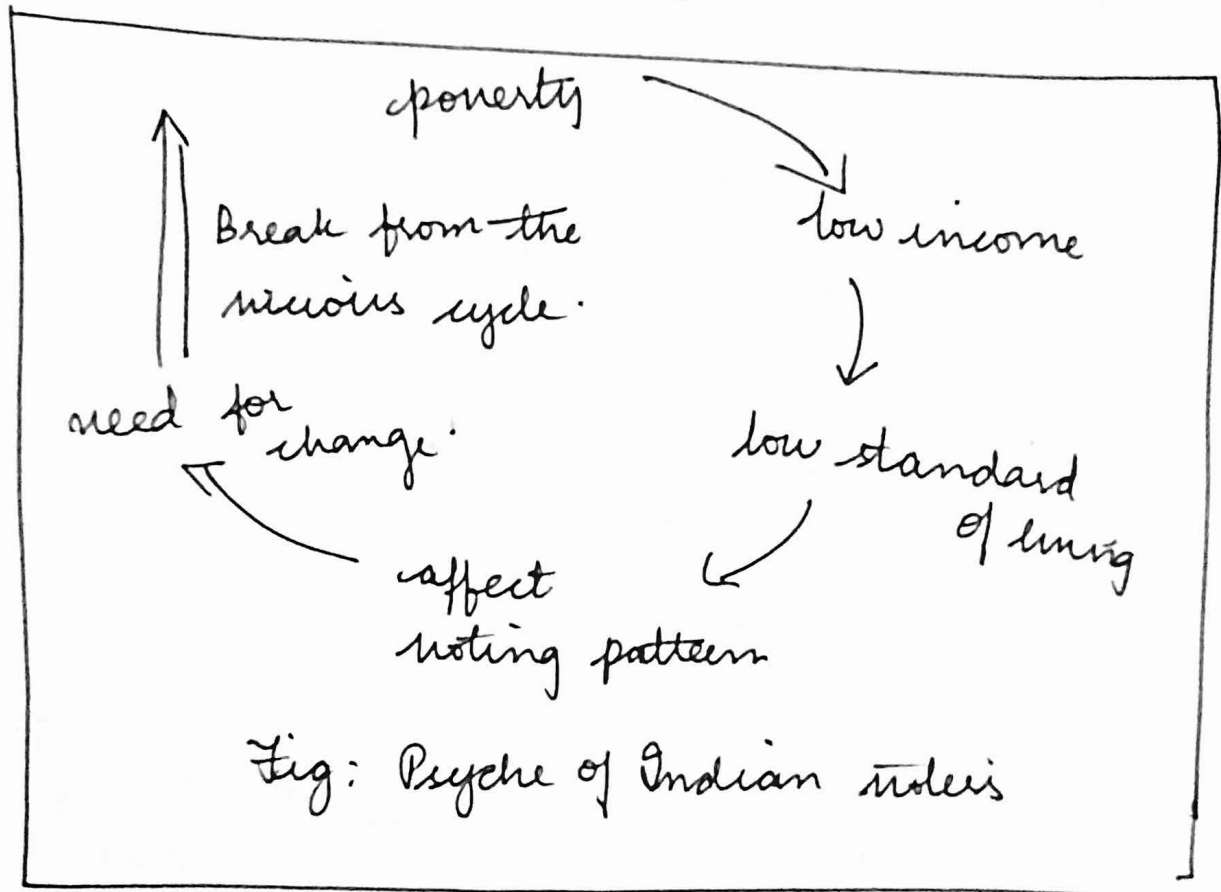 poverty
low income
low standard
of living
affect
voting pattern
need for
change.
Break from the
vicious cycle.
Fig: Psyche of Indian voters